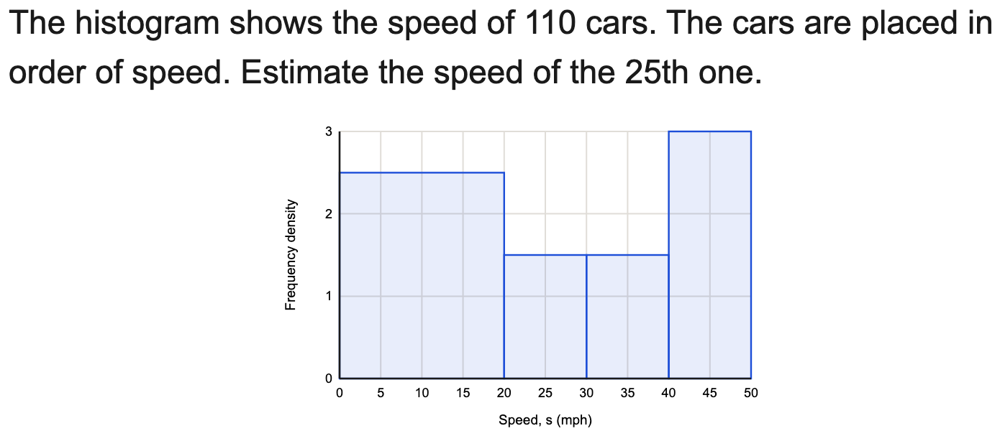 The histogram shows the speed of 110 cars. The cars are placed in
order of speed. Estimate the speed of the 25th one.
3
2
1
0
Frequency density
0 5 10 15 20 25 30 35 40 45 50
Speed, s (mph)